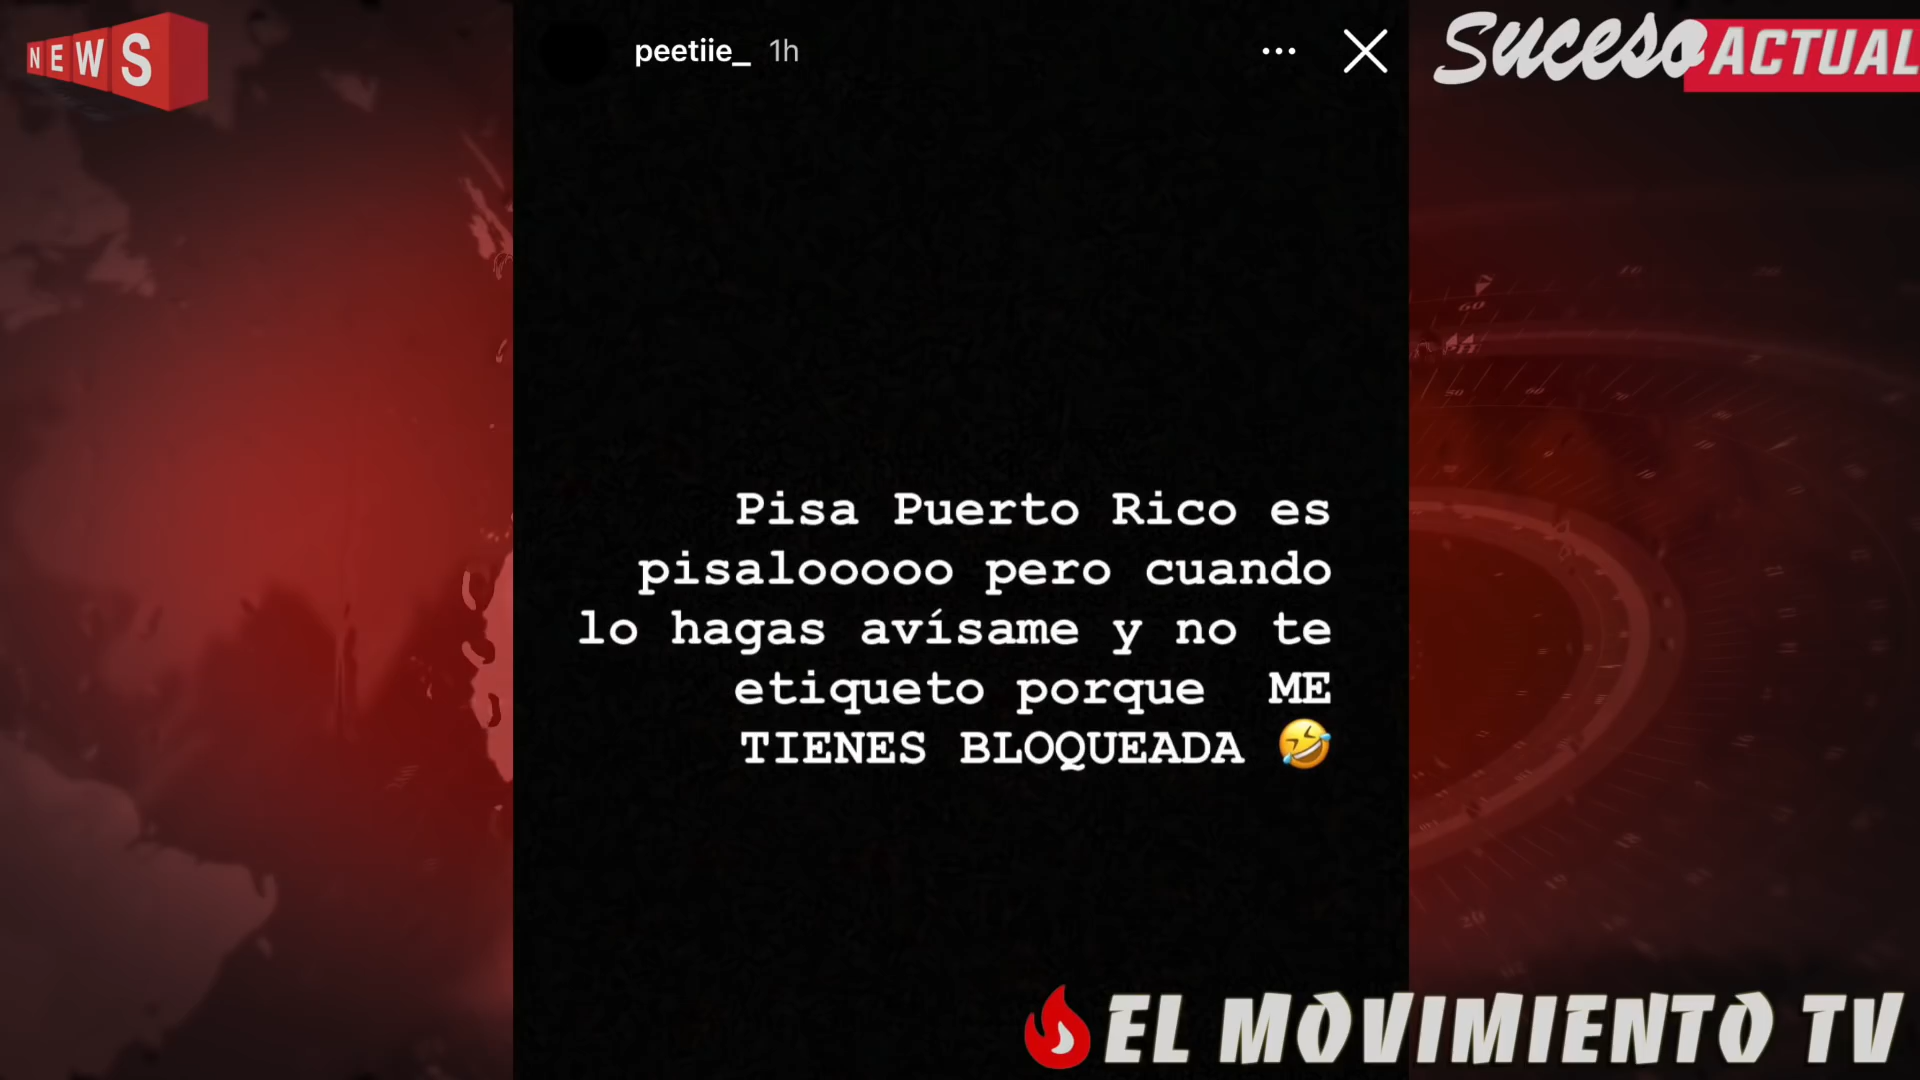 NEWS
peetiie_ 1h
Suceso ACTUAL
Pisa Puerto Rico es
pisalooooo pero cuando
lo hagas avísame y no te
etiqueto porque ME
TIENES BLOQUEADA 🤣
EL MOVIMIENTO TV